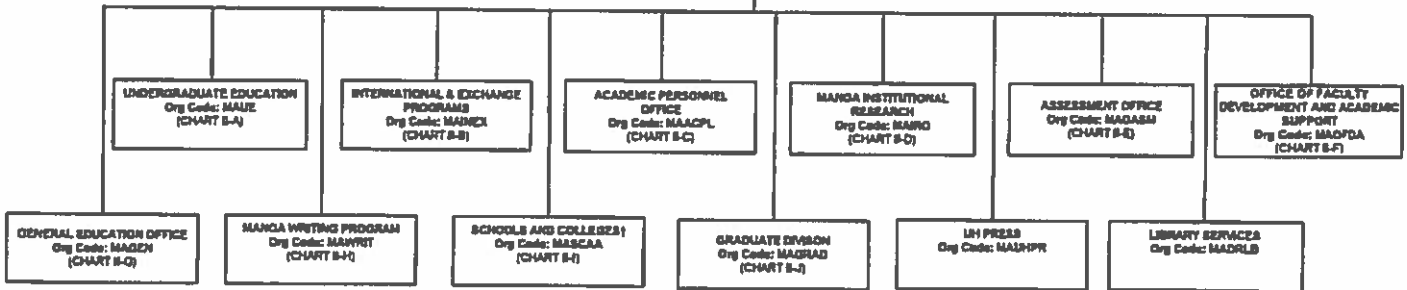 UNDERGRADUATE EDUCATION
Org Code: MAUE
(CHART II-A)
INTERNATIONAL & EXCHANGE
PROGRAMS
Org Code: MAINEX
(CHART II-B)
ACADEMIC PERSONNEL
OFFICE
Org Code: MAACPL
(CHART II-C)
MANOA INSTITUTIONAL
RESEARCH
Org Code: MAIRO
(CHART II-D)
ASSESSMENT OFFICE
Org Code: MAOASM
(CHART II-E)
OFFICE OF FACULTY
DEVELOPMENT AND ACADEMIC
SUPPORT
Org Code: MAOFDA
(CHART II-F)
GENERAL EDUCATION OFFICE
Org Code: MAGEN
(CHART II-G)
MANOA WRITING PROGRAM
Org Code: MAWRIT
(CHART II-H)
SCHOOLS AND COLLEGES†
Org Code: MASCAA
(CHART II-I)
GRADUATE DIVISON
Org Code: MAGRAD
(CHART II-J)
UH PRESS
Org Code: MAUHPR
LIBRARY SERVICES
Org Code: